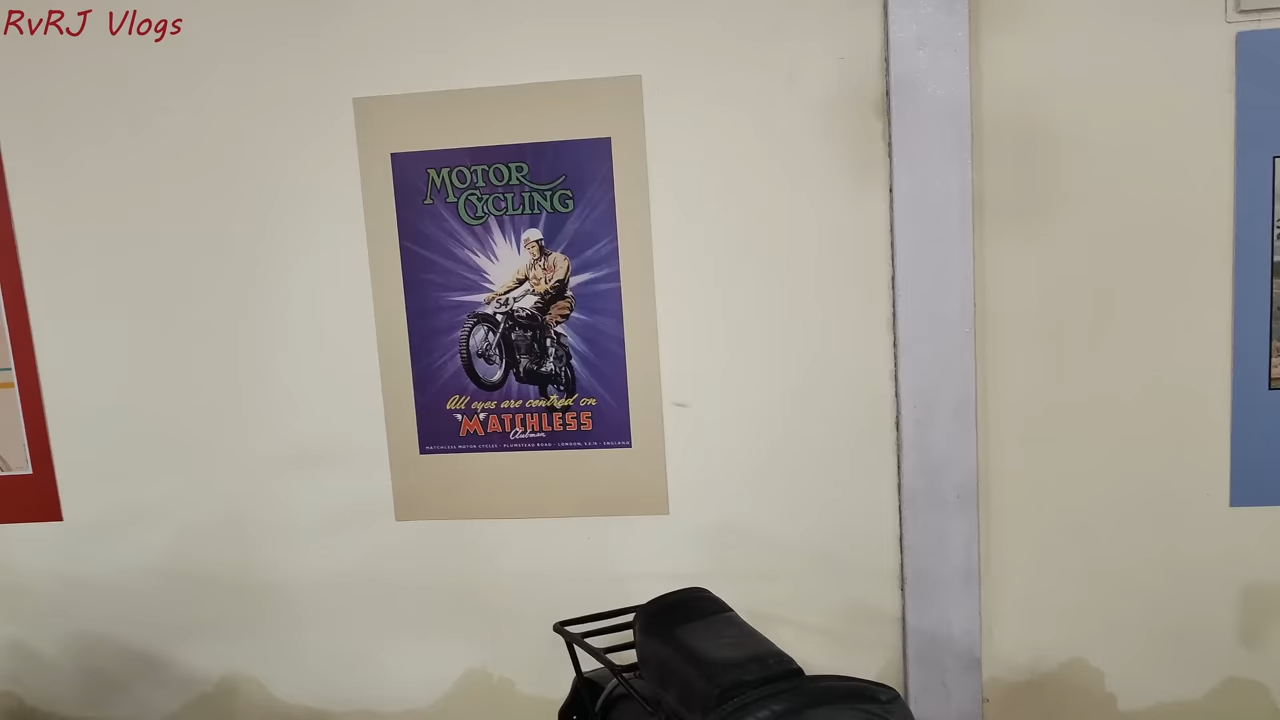 RvRJ Vlogs
MOTOR
CYCLING
54
All eyes are centred on
MATCHLESS
Clubman
MATCHLESS MOTOR CYCLES - PLUMSTEAD ROAD - LONDON, S.E.18 - ENGLAND